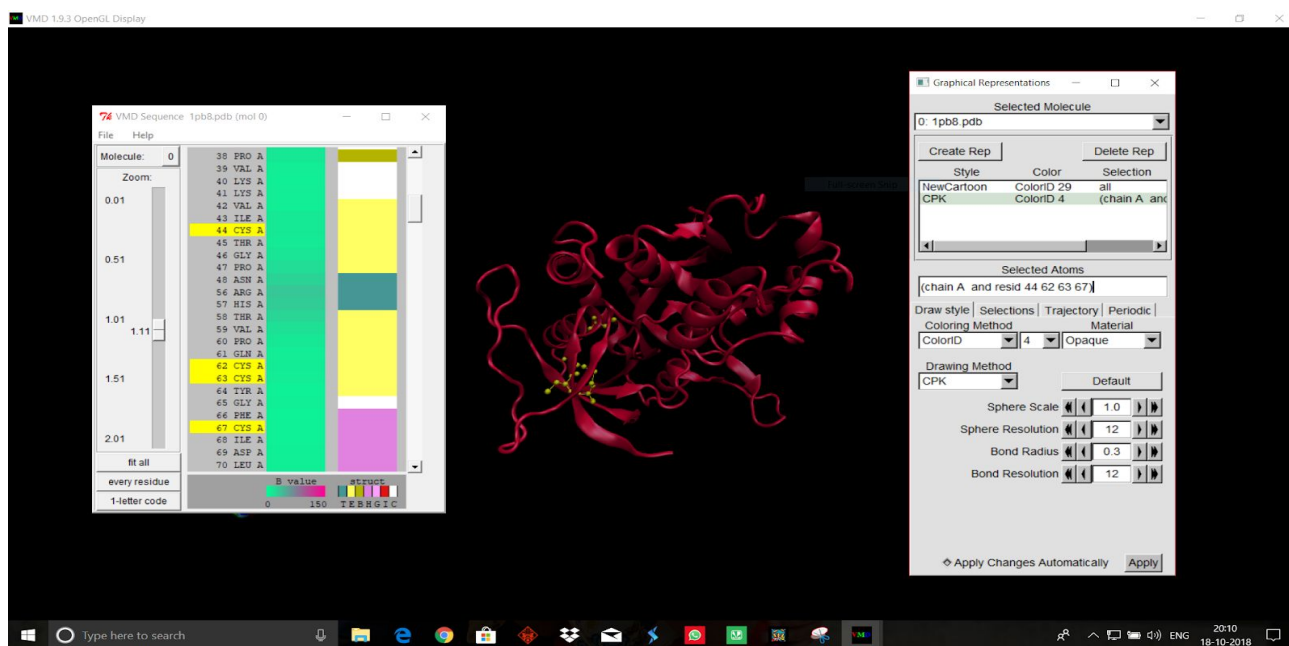 VMD 1.9.3 OpenGL Display
VMD Sequence 1pb8.pdb (mol 0)
File Help
Molecule: 0
Zoom:
0.01
0.51
1.01
1.11
1.51
2.01
fit all
every residue
1-letter code
38 PRO A
39 VAL A
40 LYS A
41 LYS A
42 VAL A
43 ILE A
44 CYS A
45 THR A
46 GLY A
47 PRO A
48 ASN A
56 ARG A
57 HIS A
58 THR A
59 VAL A
60 PRO A
61 GLN A
62 CYS A
63 CYS A
64 TYR A
65 GLY A
66 PHE A
67 CYS A
68 ILE A
69 ASP A
70 LEU A
B value struct
0 150 TEBHGIC
Graphical Representations
Selected Molecule
0: 1pb8.pdb
Create Rep Delete Rep
Style Color Selection
NewCartoon ColorID 29 all
CPK ColorID 4 (chain A and
Selected Atoms
(chain A and resid 44 62 63 67)
Draw style Selections Trajectory Periodic
Coloring Method Material
ColorID 4 Opaque
Drawing Method
CPK Default
Sphere Scale 1.0
Sphere Resolution 12
Bond Radius 0.3
Bond Resolution 12
Apply Changes Automatically Apply
Type here to search
VM
ENG
20:10
18-10-2018